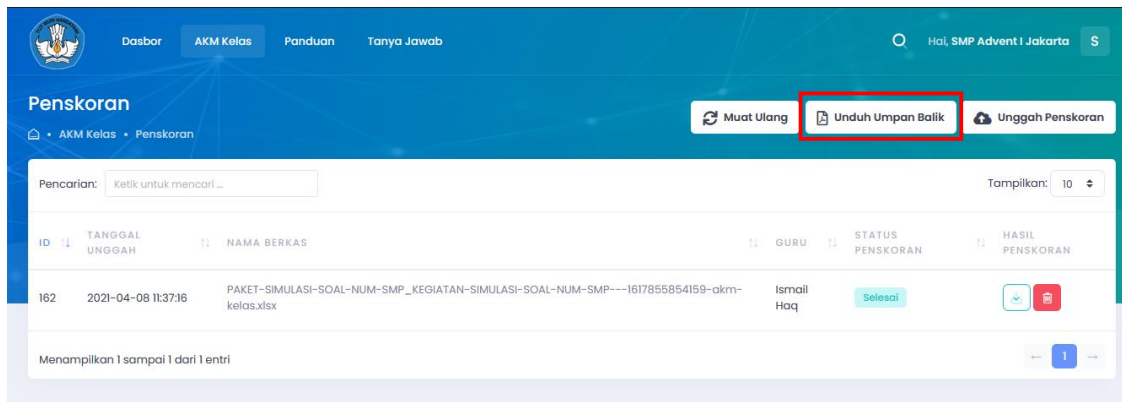 Dasbor AKM Kelas Panduan Tanya Jawab Hai, SMP Advent I Jakarta S
Penskoran
AKM Kelas • Penskoran
Muat Ulang Unduh Umpan Balik Unggah Penskoran
Pencarian: Ketik untuk mencari ... Tampilkan: 10
ID TANGGAL UNGGAH NAMA BERKAS GURU STATUS PENSKORAN HASIL PENSKORAN
162 2021-04-08 11:37:16 PAKET-SIMULASI-SOAL-NUM-SMP_KEGIATAN-SIMULASI-SOAL-NUM-SMP---1617855854159-akm-kelas.xlsx Ismail Haq Selesai
Menampilkan 1 sampai 1 dari 1 entri 1